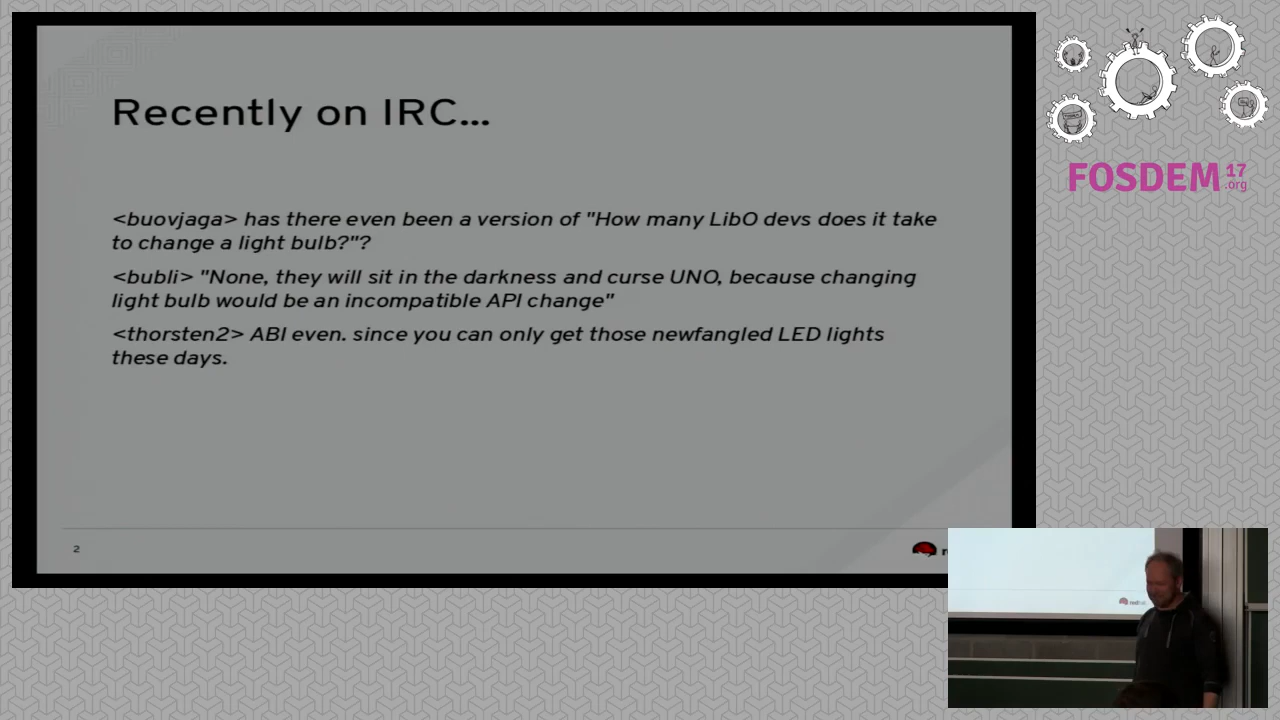 Recently on IRC...
<buovjaga> has there even been a version of "How many LibO devs does it take
to change a light bulb?"?
<bubli> "None, they will sit in the darkness and curse UNO, because changing
light bulb would be an incompatible API change"
<thorsten2> ABI even. since you can only get those newfangled LED lights
these days.
2
FOSDEM 17
.org
redhat